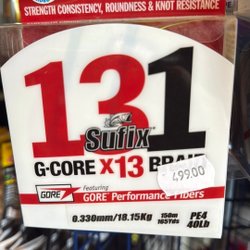 STRENGTH CONSISTENCY, ROUNDNESS & KNOT RESISTANCE
131
Sufix
G-CORE X13 BRAID
499.00
GORE
Featuring
GORE Performance Fibers
0.330mm/18.15Kg
150m
165Yds
PE4
40Lb